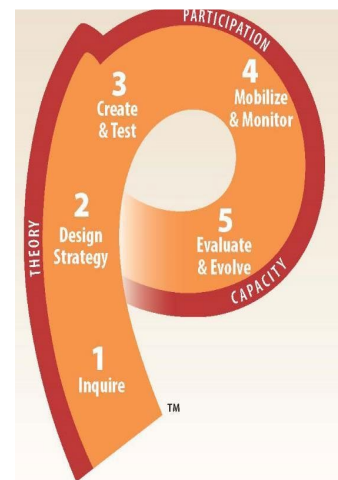 PARTICIPATION
3
Create
& Test
4
Mobilize
& Monitor
THEORY
2
Design
Strategy
5
Evaluate
& Evolve
CAPACITY
1
Inquire
TM